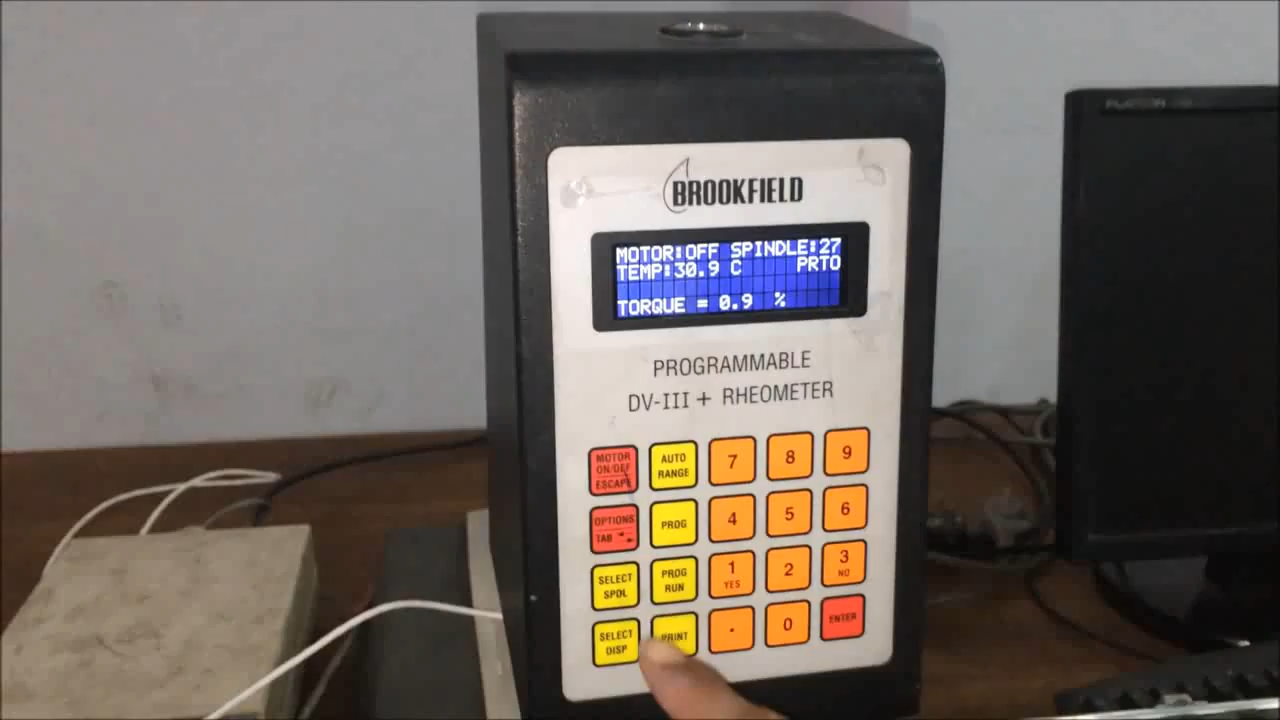 BROOKFIELD
MOTOR:OFF SPINDLE:27
TEMP:30.9 C PRTO
TORQUE = 0.9 %
PROGRAMMABLE
DV-III + RHEOMETER
MOTOR ON/OFF ESCAPE
AUTO RANGE
7
8
9
OPTIONS TAB
PROG
4
5
6
SELECT SPDL
PROG RUN
1 YES
2
3 NO
SELECT DISP
PRINT
.
0
ENTER